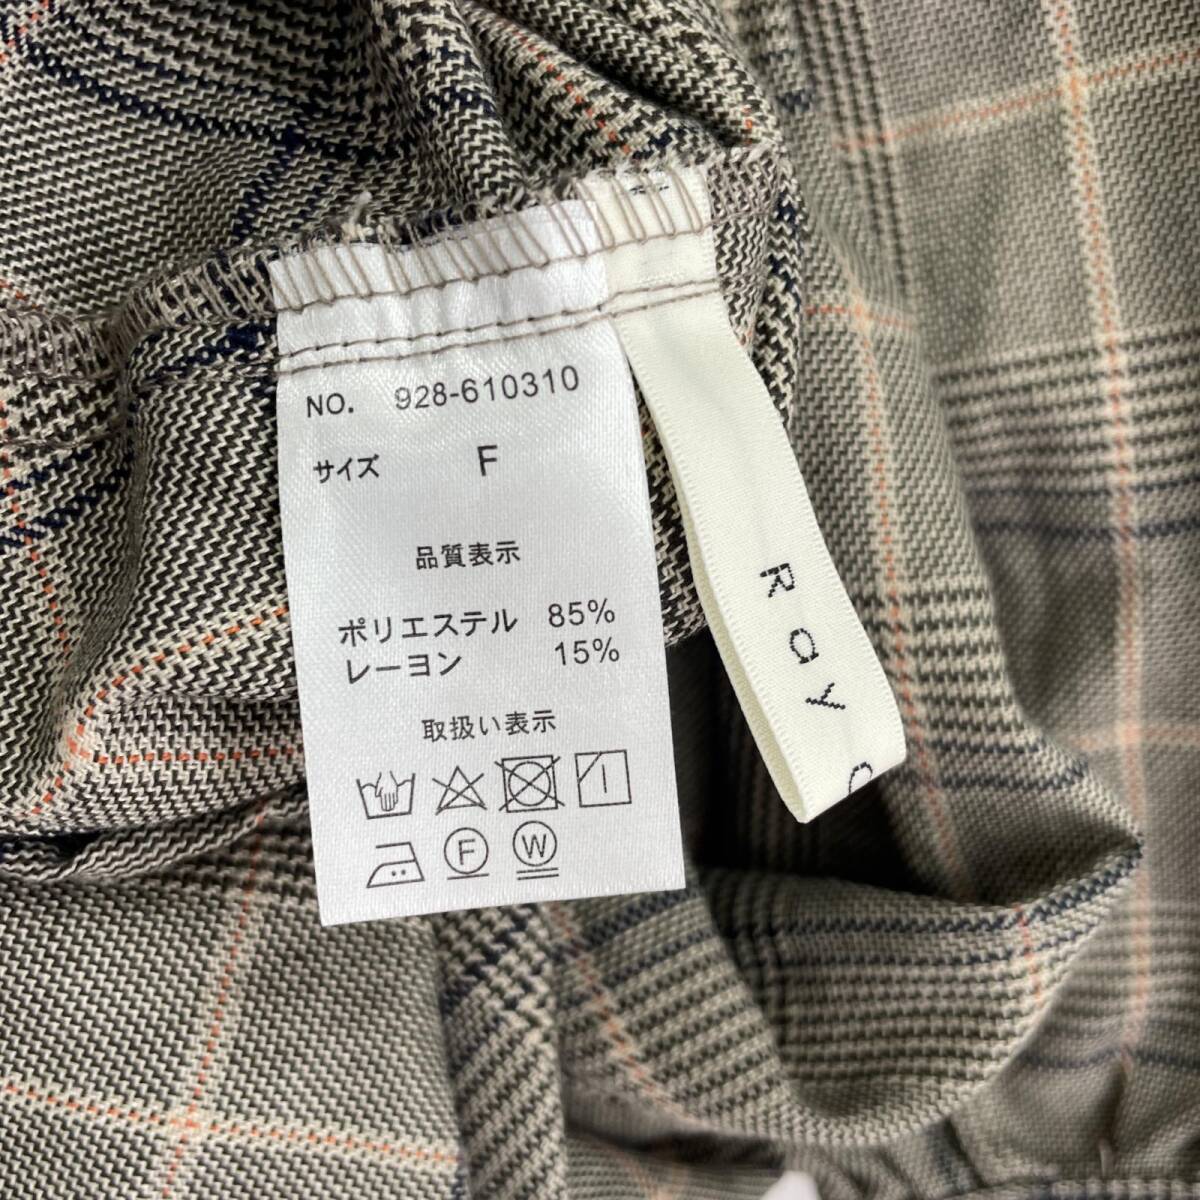 NO. 928-610310
サイズ F
品質表示
ポリエステル 85%
レーヨン 15%
取扱い表示
F W
ROY